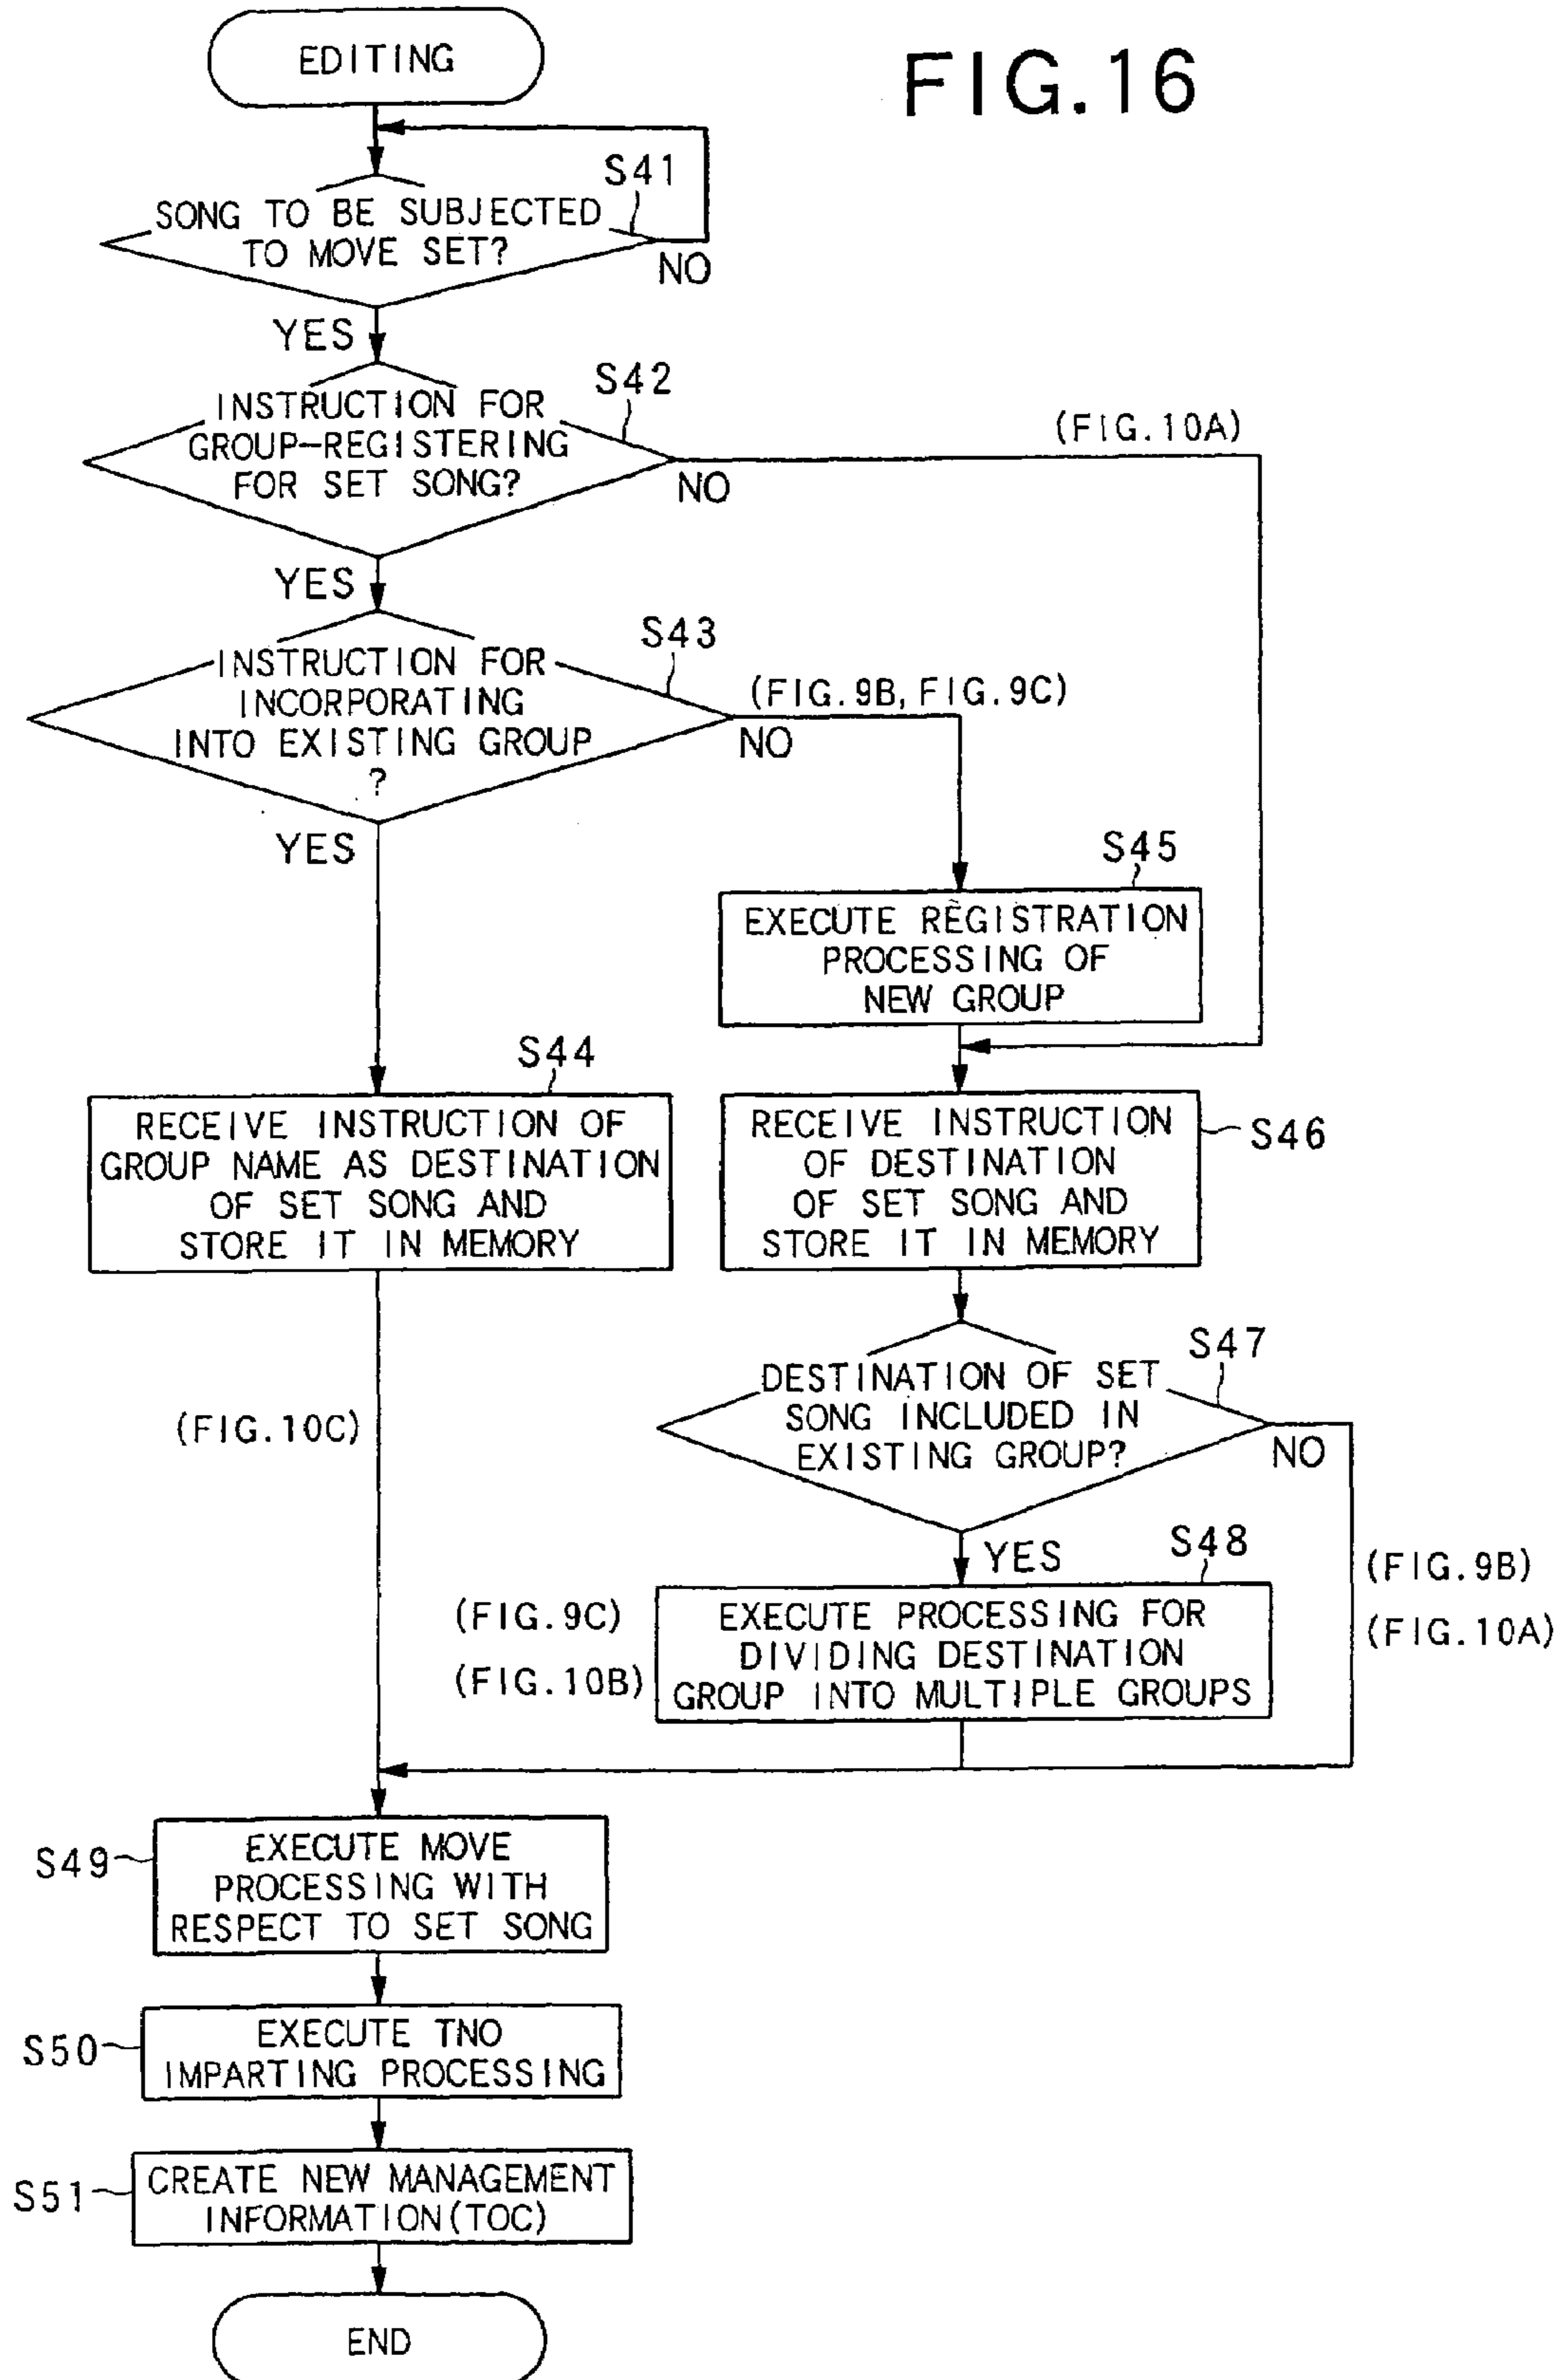 FIG.16
EDITING
S41
SONG TO BE SUBJECTED
TO MOVE SET?
NO
YES
S42
INSTRUCTION FOR
GROUP-REGISTERING
FOR SET SONG?
NO
(FIG.10A)
YES
S43
INSTRUCTION FOR
INCORPORATING
INTO EXISTING GROUP
?
(FIG.9B, FIG.9C)
NO
YES
S45
EXECUTE REGISTRATION
PROCESSING OF
NEW GROUP
S44
RECEIVE INSTRUCTION OF
GROUP NAME AS DESTINATION
OF SET SONG AND
STORE IT IN MEMORY
RECEIVE INSTRUCTION
OF DESTINATION
OF SET SONG AND
STORE IT IN MEMORY
S46
S47
DESTINATION OF SET
SONG INCLUDED IN
EXISTING GROUP?
NO
(FIG.10C)
YES
S48
(FIG.9B)
(FIG.10A)
(FIG.9C)
(FIG.10B)
EXECUTE PROCESSING FOR
DIVIDING DESTINATION
GROUP INTO MULTIPLE GROUPS
S49
EXECUTE MOVE
PROCESSING WITH
RESPECT TO SET SONG
S50
EXECUTE TNO
IMPARTING PROCESSING
S51
CREATE NEW MANAGEMENT
INFORMATION(TOC)
END